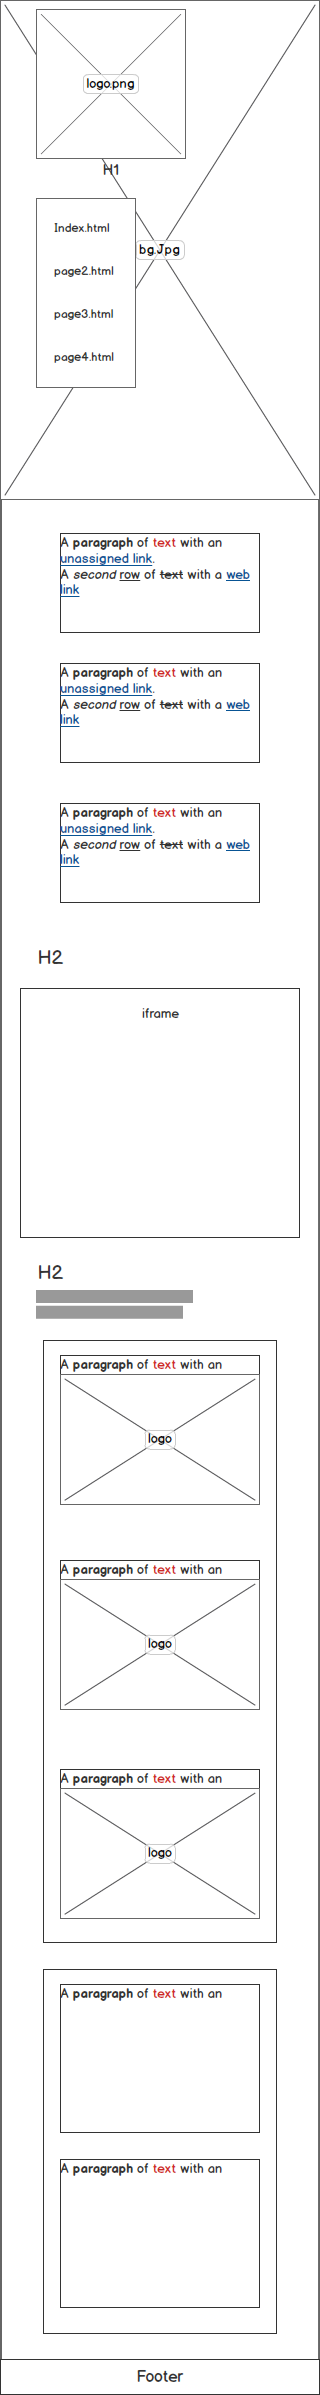 logo.png
H1
Index.html
bg.Jpg
page2.html
page3.html
page4.html
A paragraph of text with an
unassigned link.
A second row of text with a web
link
A paragraph of text with an
unassigned link.
A second row of text with a web
link
A paragraph of text with an
unassigned link.
A second row of text with a web
link
H2
iframe
H2
A paragraph of text with an
logo
A paragraph of text with an
logo
A paragraph of text with an
logo
A paragraph of text with an
A paragraph of text with an
Footer